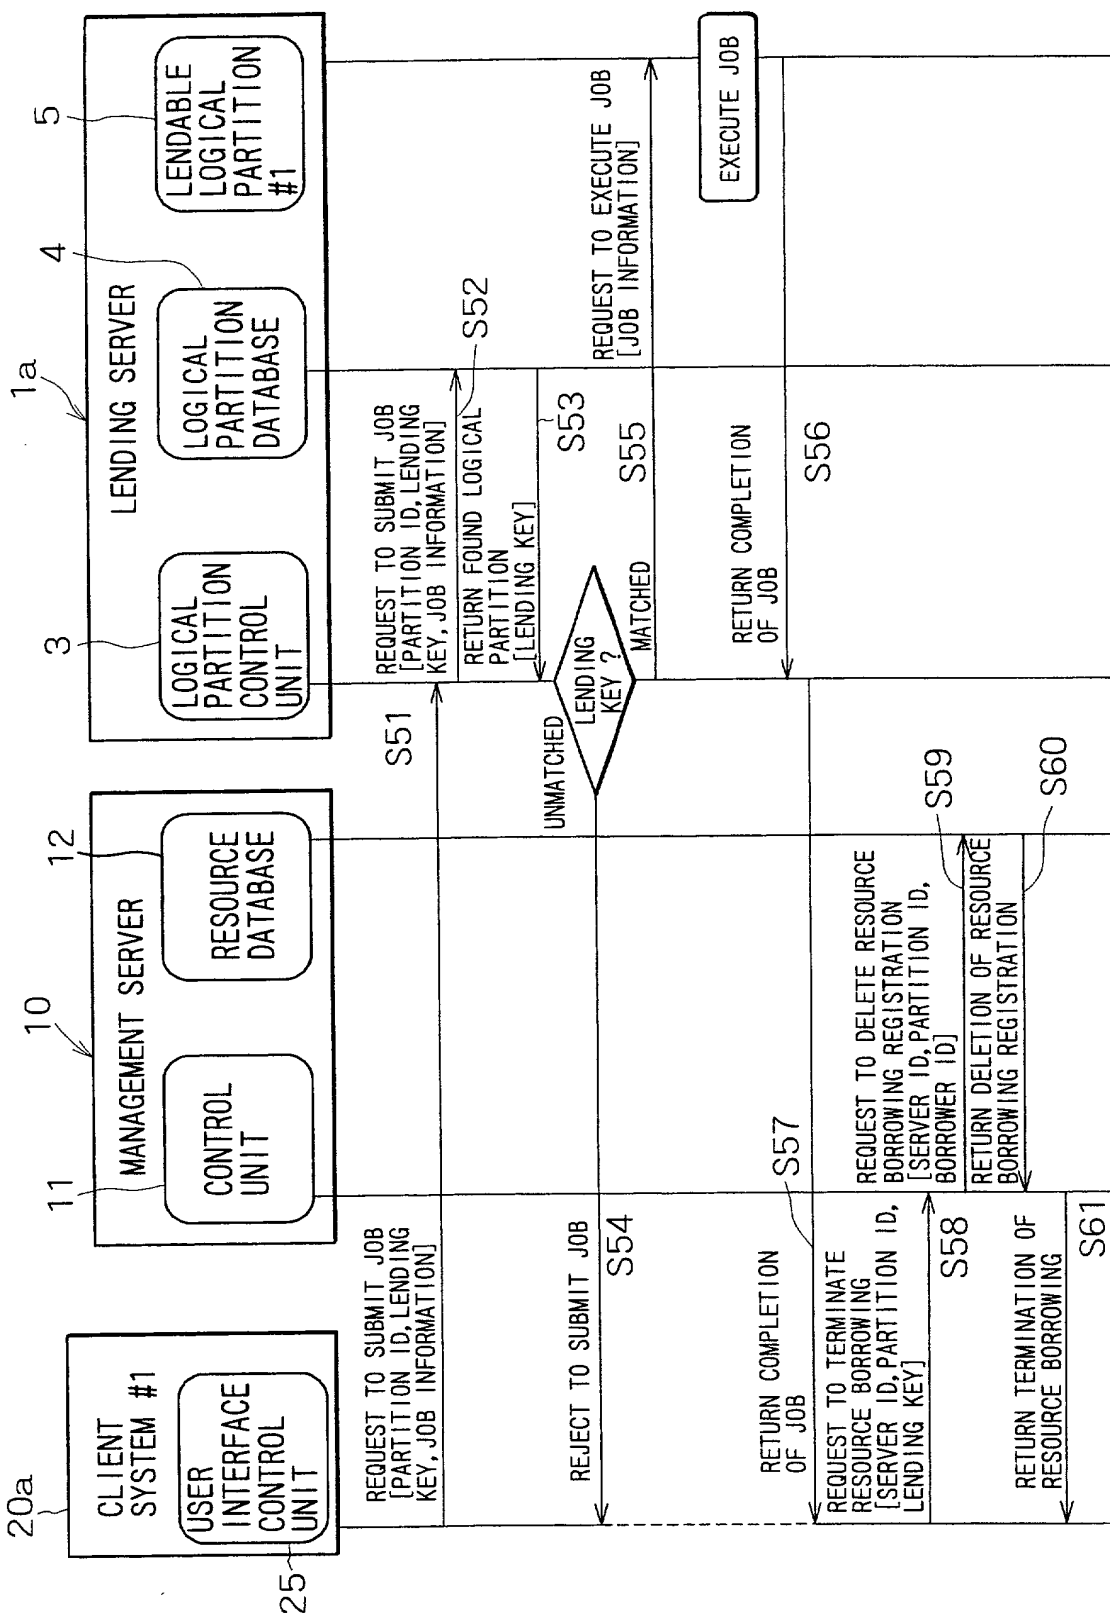 20a
CLIENT
SYSTEM #1
USER
INTERFACE
CONTROL
UNIT
25
10
MANAGEMENT SERVER
11
CONTROL
UNIT
12
RESOURCE
DATABASE
1a
LENDING SERVER
3
LOGICAL
PARTITION
CONTROL
UNIT
4
LOGICAL
PARTITION
DATABASE
5
LENDABLE
LOGICAL
PARTITION
#1
REQUEST TO SUBMIT JOB
[PARTITION ID, LENDING
KEY, JOB INFORMATION]
S51
REQUEST TO SUBMIT JOB
[PARTITION ID, LENDING
KEY, JOB INFORMATION]
S52
RETURN FOUND LOGICAL
PARTITION
[LENDING KEY]
S53
LENDING
KEY ?
UNMATCHED
MATCHED
REJECT TO SUBMIT JOB
S54
REQUEST TO EXECUTE JOB
[JOB INFORMATION]
S55
EXECUTE JOB
RETURN COMPLETION
OF JOB
S56
RETURN COMPLETION
OF JOB
S57
REQUEST TO TERMINATE
RESOURCE BORROWING
[SERVER ID, PARTITION ID,
LENDING KEY]
S58
REQUEST TO DELETE RESOURCE
BORROWING REGISTRATION
[SERVER ID, PARTITION ID,
BORROWER ID]
S59
RETURN DELETION OF RESOURCE
BORROWING REGISTRATION
S60
RETURN TERMINATION OF
RESOURCE BORROWING
S61